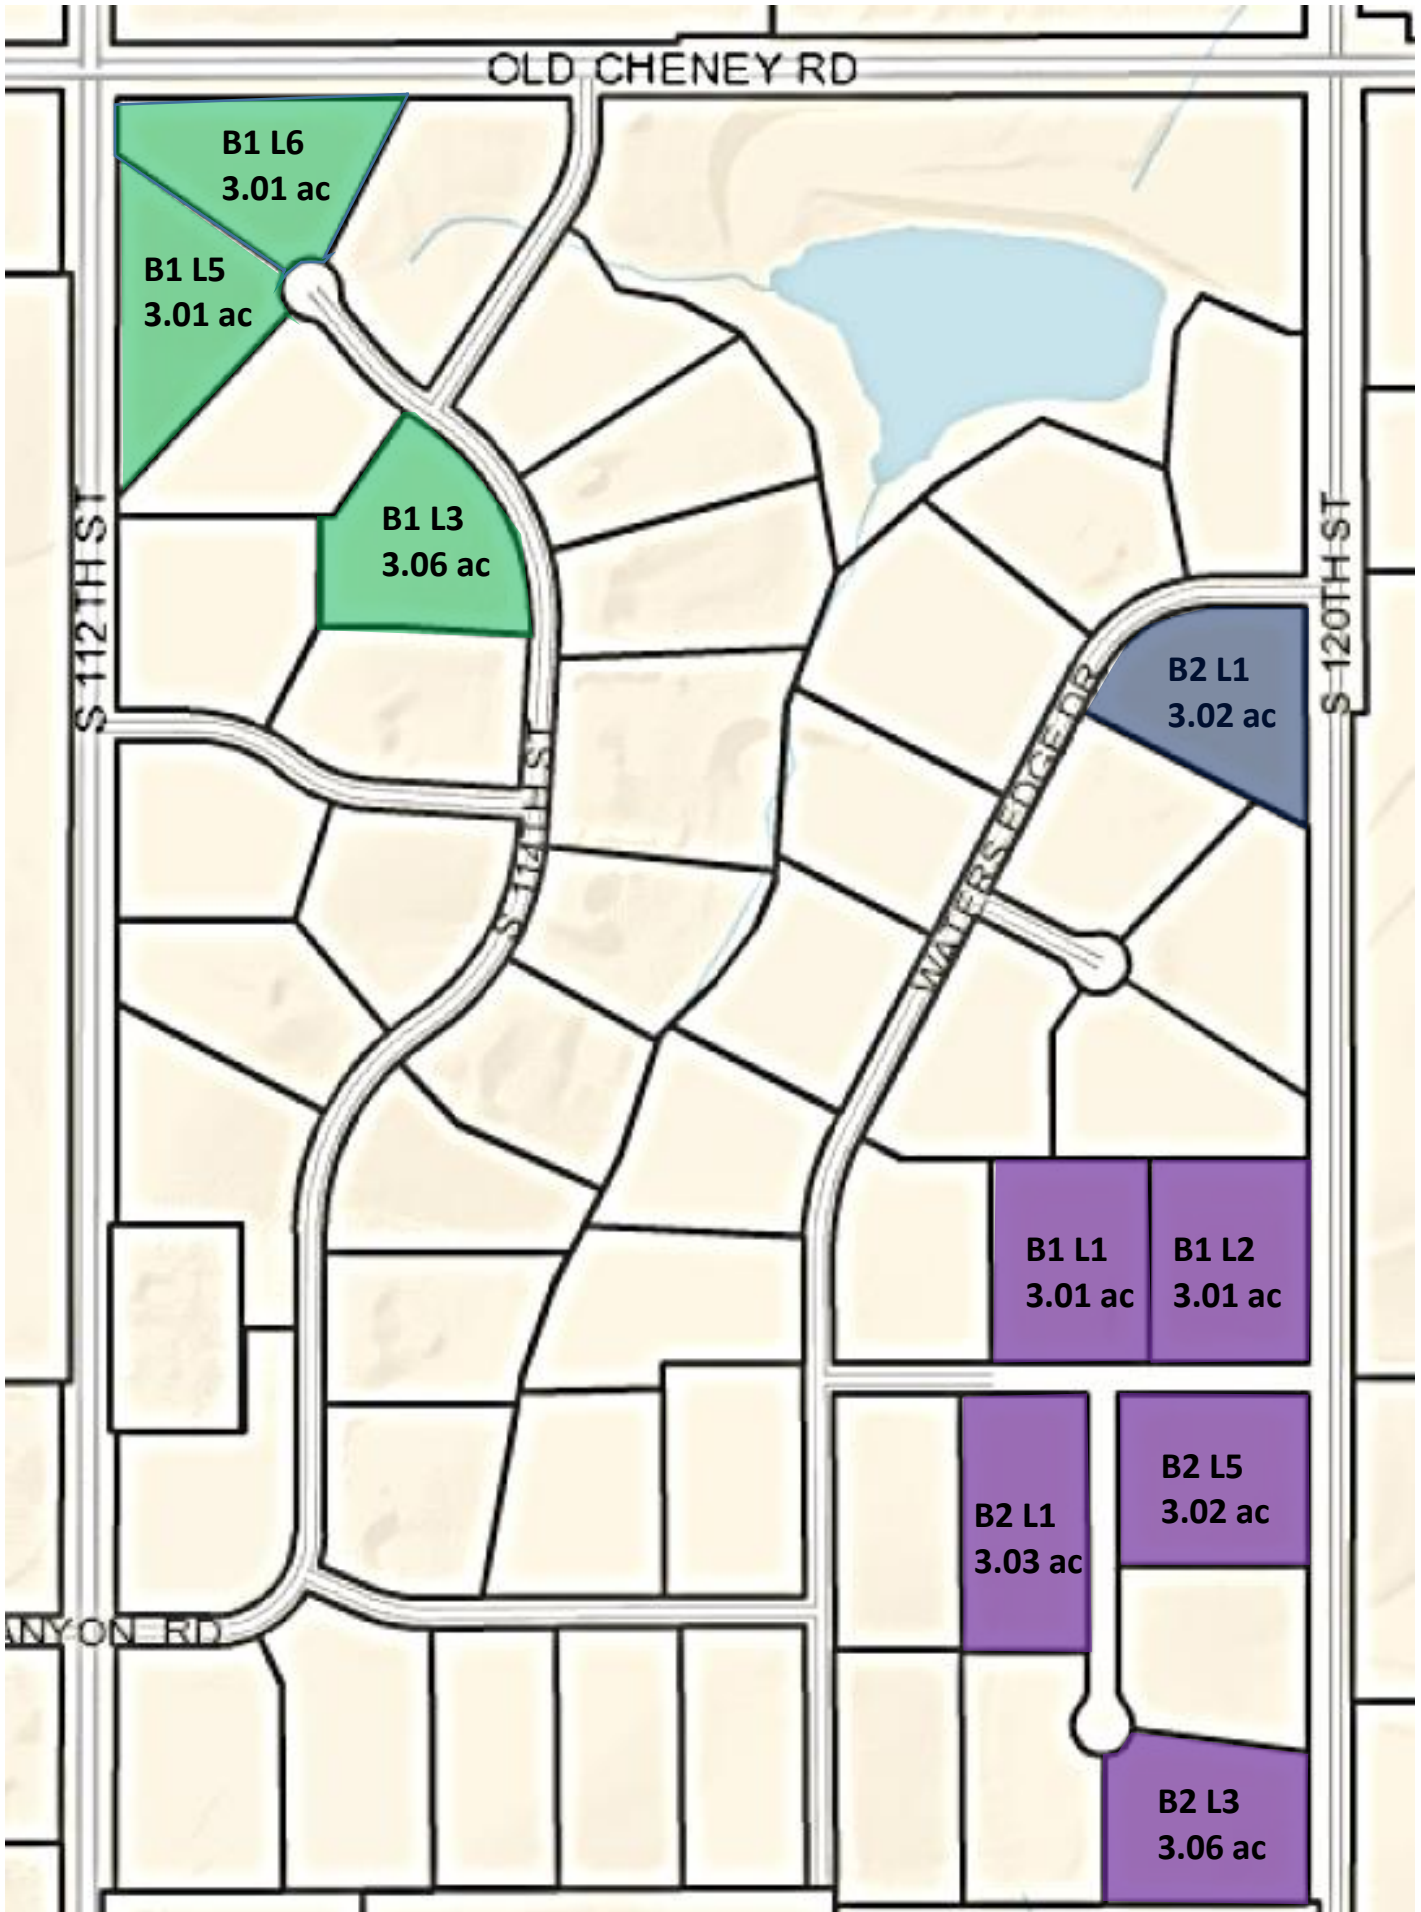 OLD CHENEY RD
B1 L6
3.01 ac
B1 L5
3.01 ac
B1 L3
3.06 ac
S 112TH ST
S 120TH ST
B2 L1
3.02 ac
S 114TH ST
WATERS EDGE DR
B1 L1
3.01 ac
B1 L2
3.01 ac
B2 L5
3.02 ac
B2 L1
3.03 ac
ANYON RD
B2 L3
3.06 ac